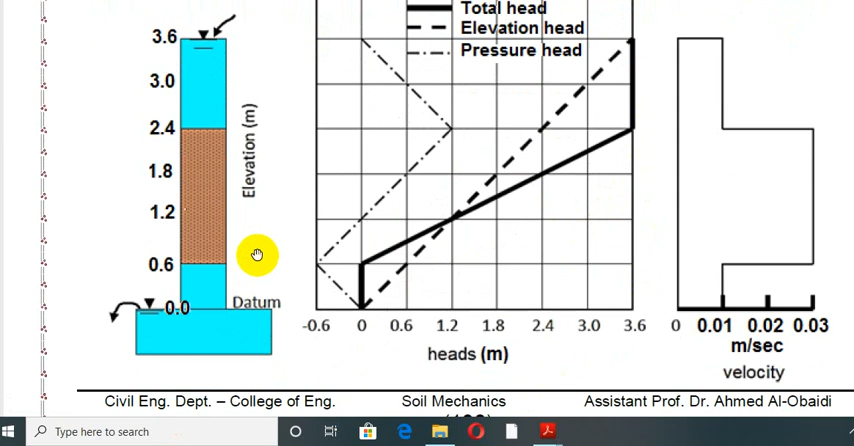 Total head
Elevation head
Pressure head
3.6
3.0
2.4
1.8
1.2
0.6
0.0
Elevation (m)
Datum
-0.6 0 0.6 1.2 1.8 2.4 3.0 3.6
heads (m)
0 0.01 0.02 0.03
m/sec
velocity
Civil Eng. Dept. – College of Eng. Soil Mechanics Assistant Prof. Dr. Ahmed Al-Obaidi
Type here to search